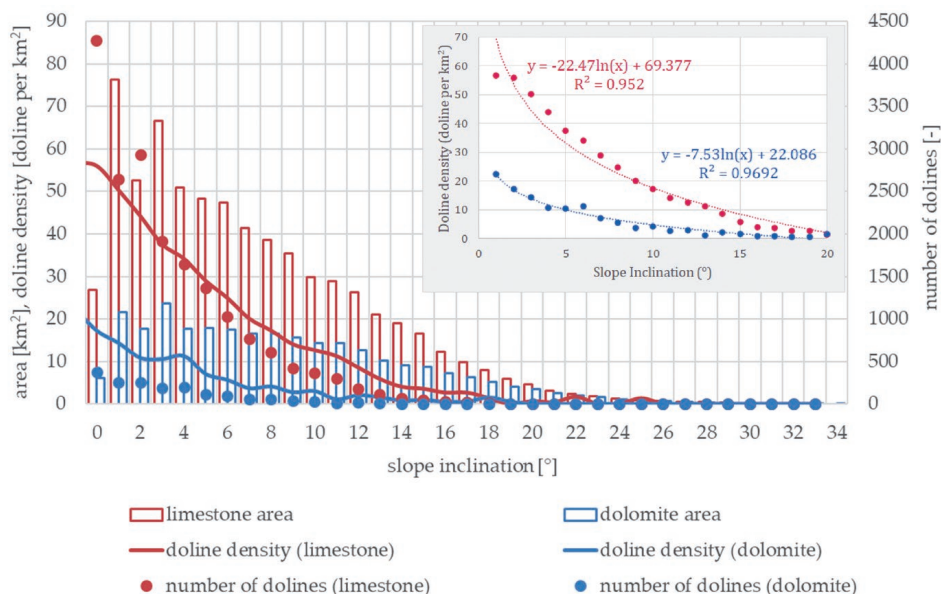 90
80
70
60
50
40
30
20
10
0
area [km²], doline density [doline per km²]
4500
4000
3500
3000
2500
2000
1500
1000
500
0
number of dolines [-]
70
60
50
40
30
20
10
0
Doline density (doline per km²)
y = -22.47ln(x) + 69.377
R² = 0.952
y = -7.53ln(x) + 22.086
R² = 0.9692
0 5 10 15 20
Slope Inclination (°)
0 2 4 6 8 10 12 14 16 18 20 22 24 26 28 30 32 34
slope inclination [°]
limestone area
dolomite area
doline density (limestone)
doline density (dolomite)
number of dolines (limestone)
number of dolines (dolomite)